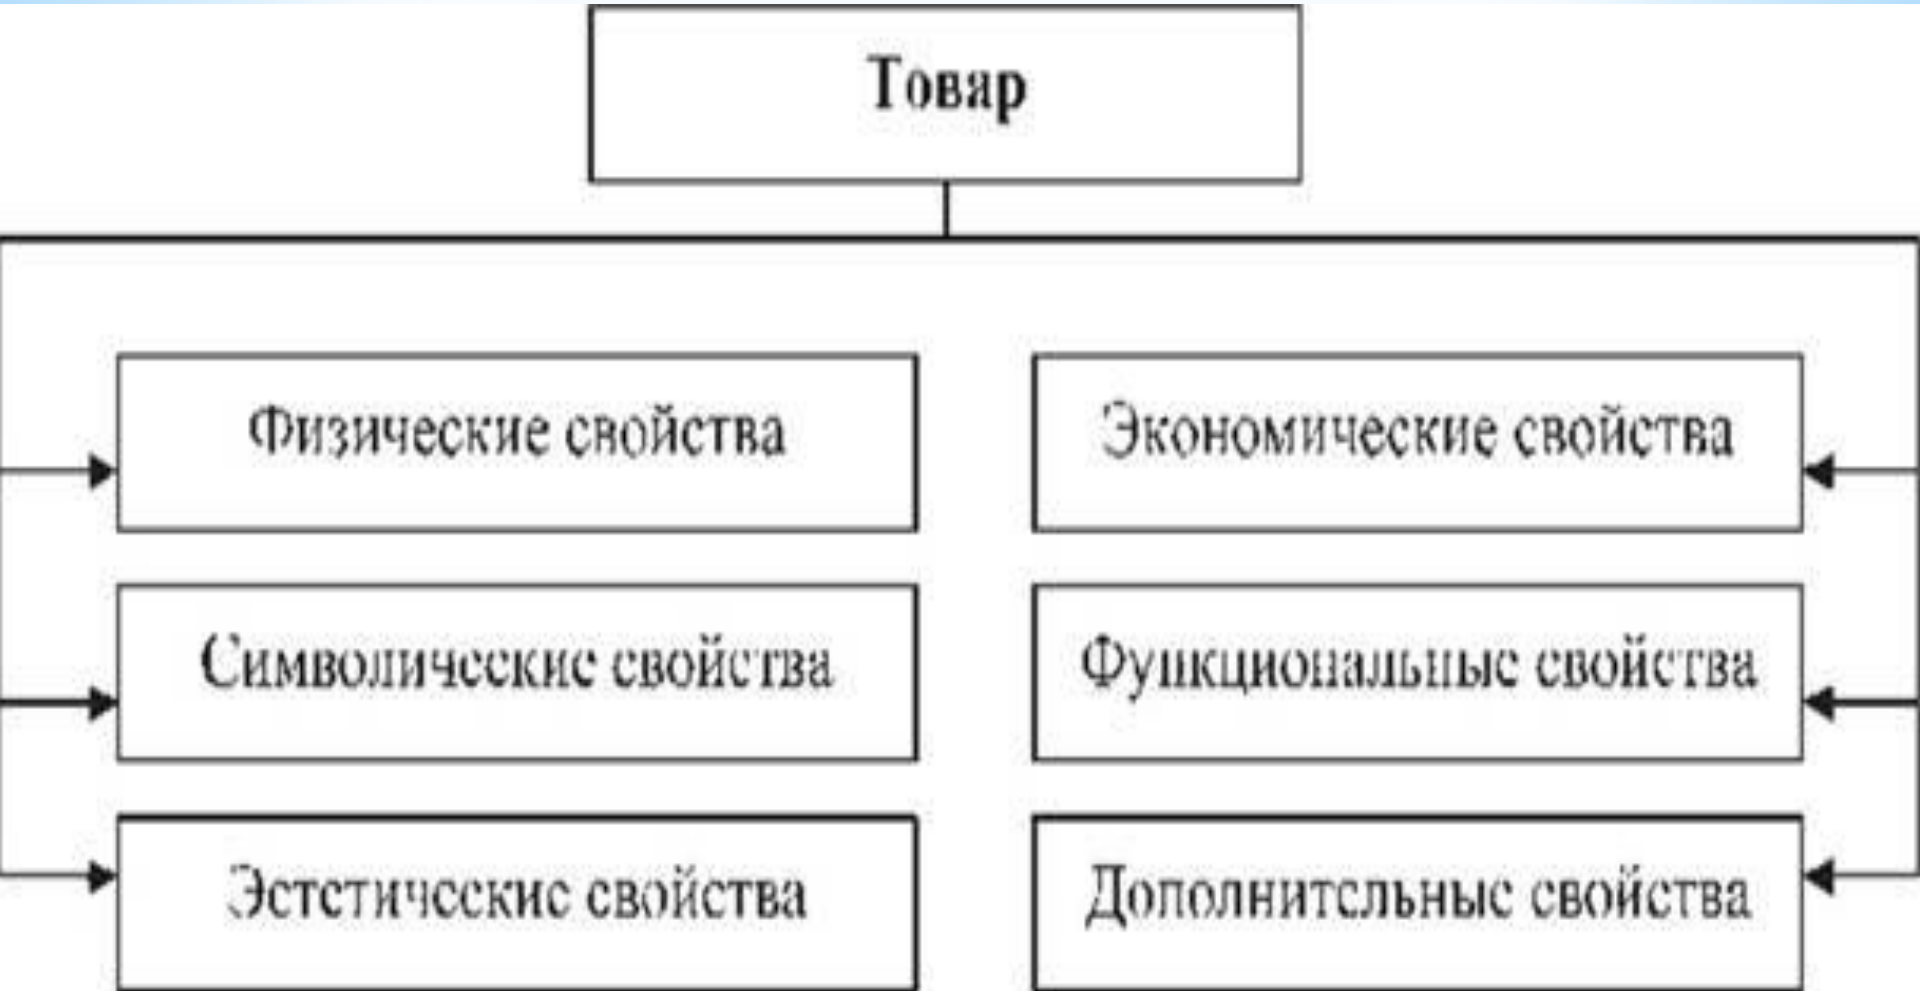 Товар
Физические свойства
Экономические свойства
Символические свойства
Функциональные свойства
Эстетические свойства
Дополнительные свойства